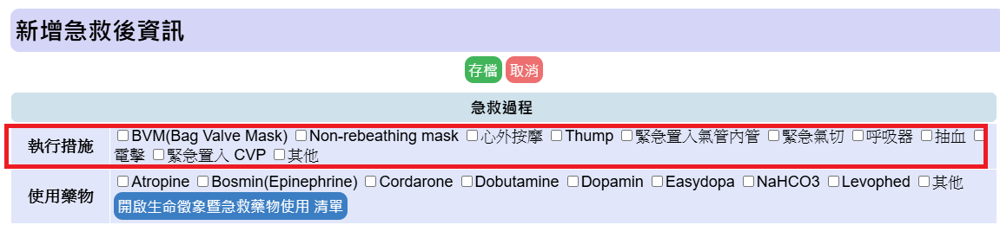 新增急救後資訊
存檔 取消
急救過程
執行措施 BVM(Bag Valve Mask) Non-rebeathing mask 心外按摩 Thump 緊急置入氣管內管 緊急氣切 呼吸器 抽血
電擊 緊急置入 CVP 其他
使用藥物 Atropine Bosmin(Epinephrine) Cordarone Dobutamine Dopamin Easydopa NaHCO3 Levophed 其他
開啟生命徵象暨急救藥物使用 清單